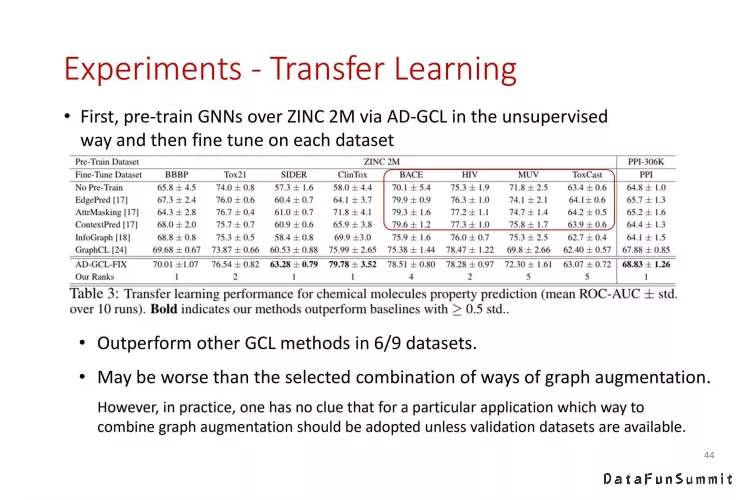 Experiments - Transfer Learning
• First, pre-train GNNs over ZINC 2M via AD-GCL in the unsupervised
way and then fine tune on each dataset
Pre-Train Dataset ZINC 2M PPI-306K
Fine-Tune Dataset BBBP Tox21 SIDER ClinTox BACE HIV MUV ToxCast PPI
No Pre-Train 65.8 ± 4.5 74.0 ± 0.8 57.3 ± 1.6 58.0 ± 4.4 70.1 ± 5.4 75.3 ± 1.9 71.8 ± 2.5 63.4 ± 0.6 64.8 ± 1.0
EdgePred [17] 67.3 ± 2.4 76.0 ± 0.6 60.4 ± 0.7 64.1 ± 3.7 79.9 ± 0.9 76.3 ± 1.0 74.1 ± 2.1 64.1± 0.6 65.7 ± 1.3
AttrMasking [17] 64.3 ± 2.8 76.7 ± 0.4 61.0 ± 0.7 71.8 ± 4.1 79.3 ± 1.6 77.2 ± 1.1 74.7 ± 1.4 64.2 ± 0.5 65.2 ± 1.6
ContextPred [17] 68.0 ± 2.0 75.7 ± 0.7 60.9 ± 0.6 65.9 ± 3.8 79.6 ± 1.2 77.3 ± 1.0 75.8 ± 1.7 63.9 ± 0.6 64.4 ± 1.3
InfoGraph [18] 68.8 ± 0.8 75.3 ± 0.5 58.4 ± 0.8 69.9 ±3.0 75.9 ± 1.6 76.0 ± 0.7 75.3 ± 2.5 62.7 ± 0.4 64.1 ± 1.5
GraphCL [24] 69.68 ± 0.67 73.87 ± 0.66 60.53 ± 0.88 75.99 ± 2.65 75.38 ± 1.44 78.47 ± 1.22 69.8 ± 2.66 62.40 ± 0.57 67.88 ± 0.85
AD-GCL-FIX 70.01 ±1.07 76.54 ± 0.82 63.28 ± 0.79 79.78 ± 3.52 78.51 ± 0.80 78.28 ± 0.97 72.30 ± 1.61 63.07 ± 0.72 68.83 ± 1.26
Our Ranks 1 2 1 1 4 2 5 5 1
Table 3: Transfer learning performance for chemical molecules property prediction (mean ROC-AUC ± std.
over 10 runs). Bold indicates our methods outperform baselines with ≥ 0.5 std..
• Outperform other GCL methods in 6/9 datasets.
• May be worse than the selected combination of ways of graph augmentation.
However, in practice, one has no clue that for a particular application which way to
combine graph augmentation should be adopted unless validation datasets are available.
44
DataFunSummit